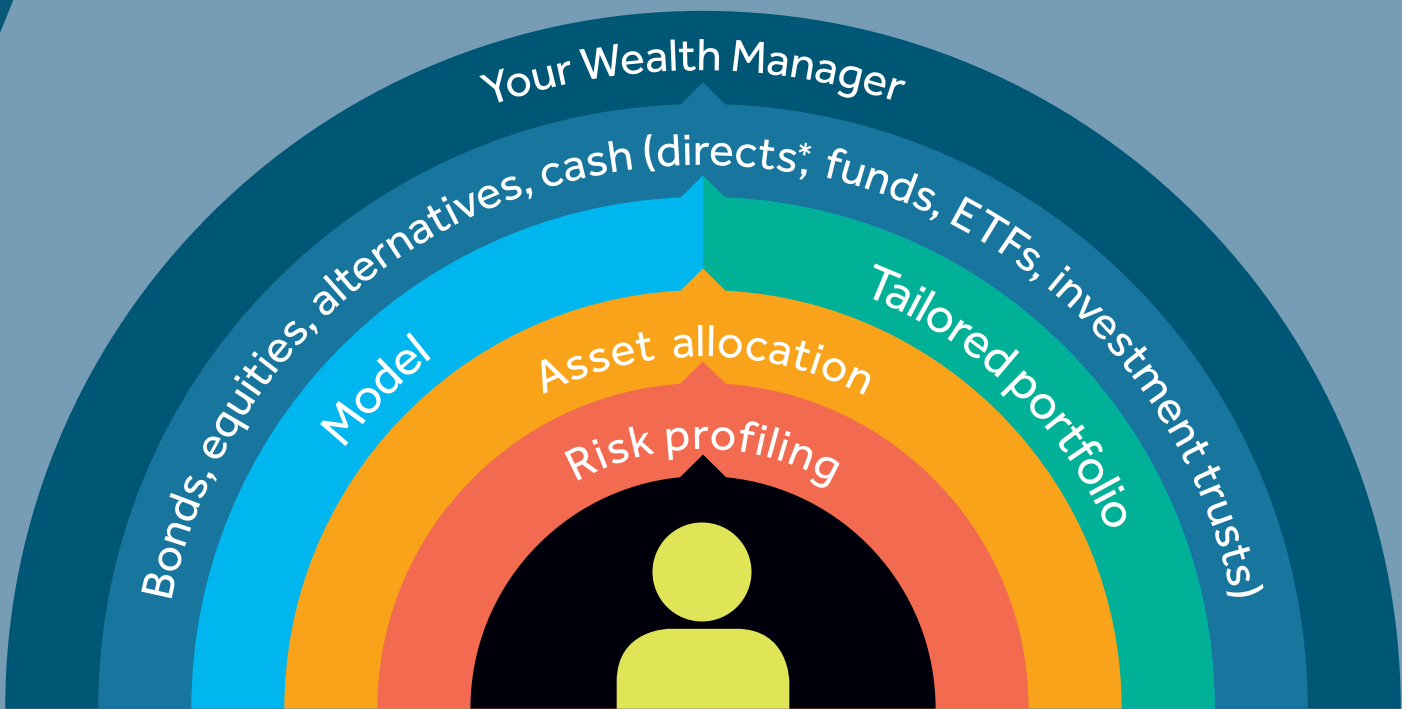 Your Wealth Manager
Bonds, equities, alternatives, cash (directs*, funds, ETFs, investment trusts)
Model
Tailored portfolio
Asset allocation
Risk profiling